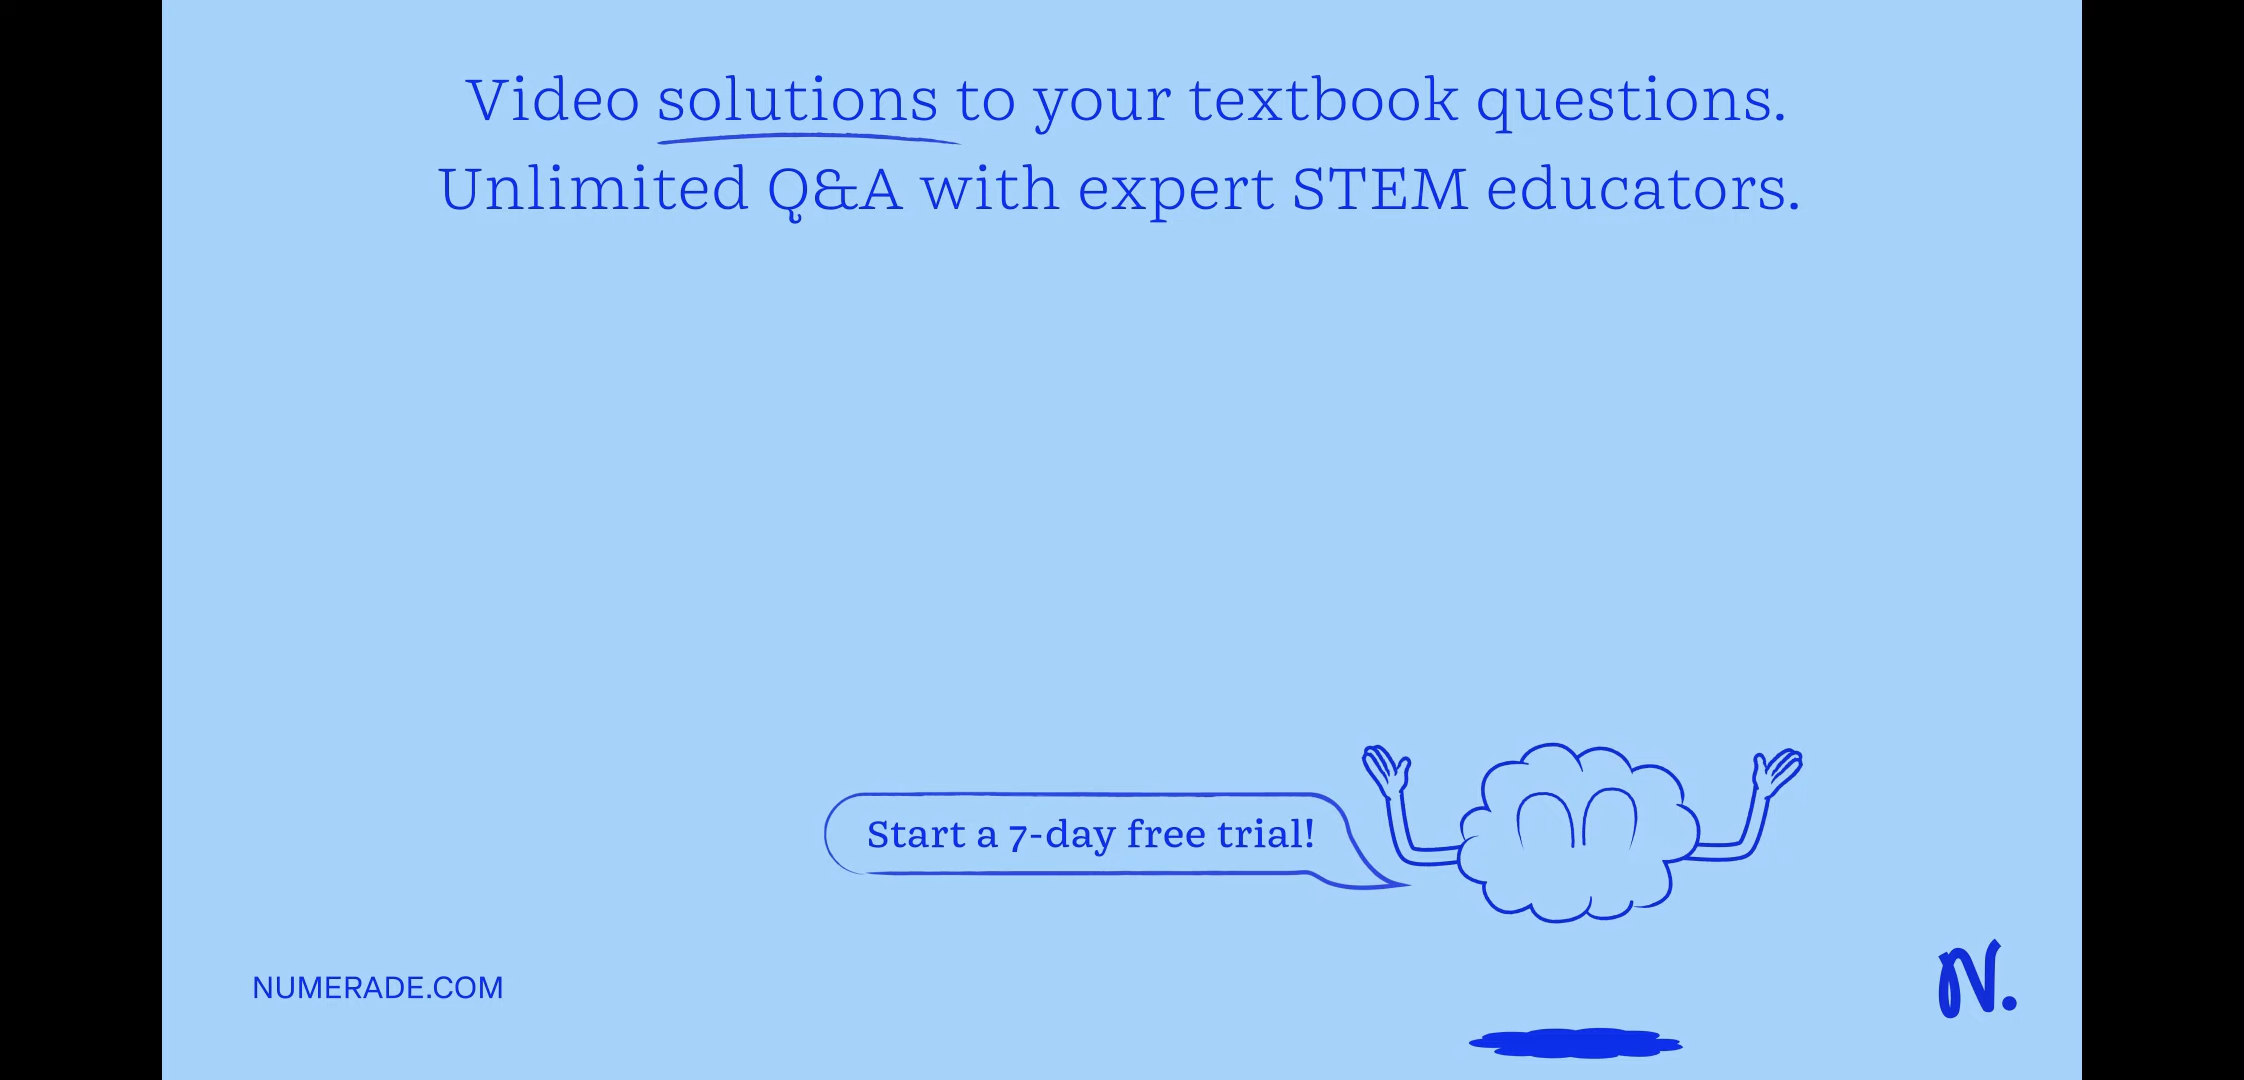 Video solutions to your textbook questions.
Unlimited Q&A with expert STEM educators.
Start a 7-day free trial!
NUMERADE.COM
N.